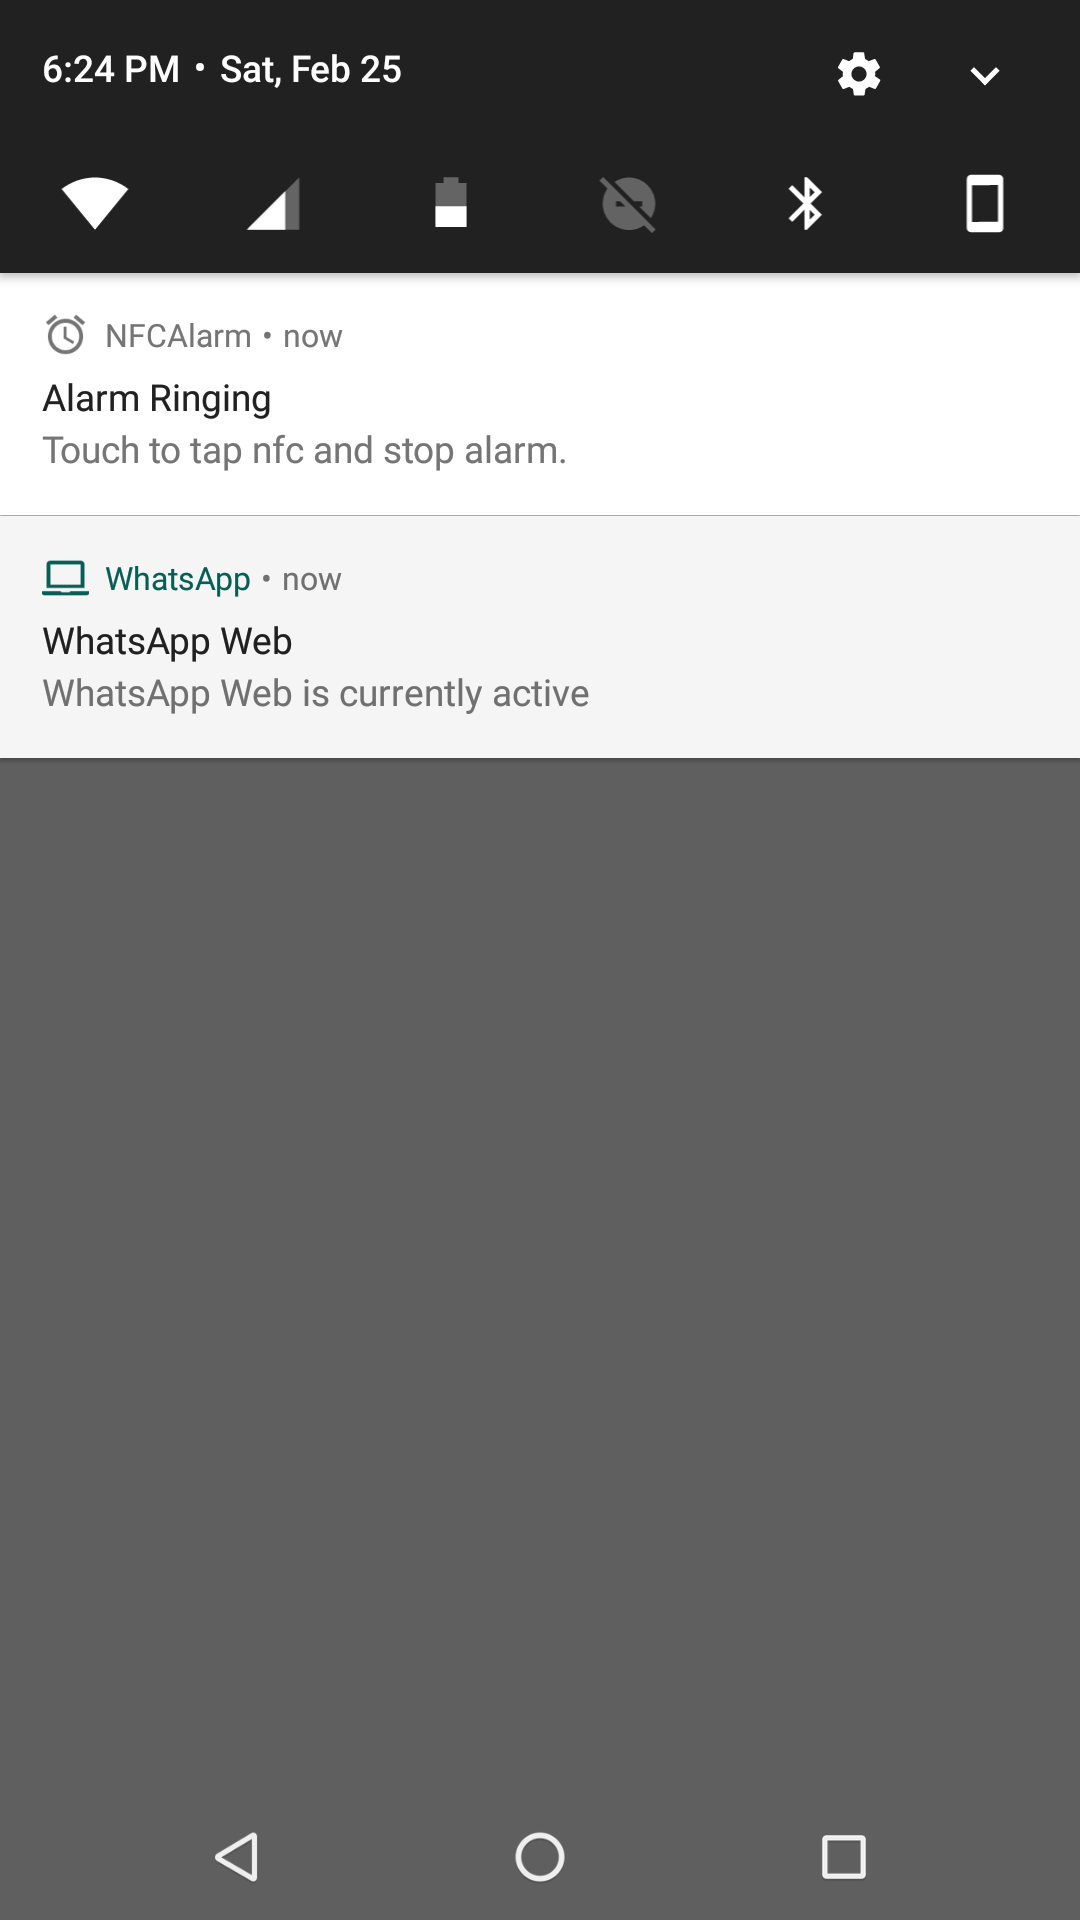 6:24 PM • Sat, Feb 25
NFCAlarm • now
Alarm Ringing
Touch to tap nfc and stop alarm.
WhatsApp • now
WhatsApp Web
WhatsApp Web is currently active